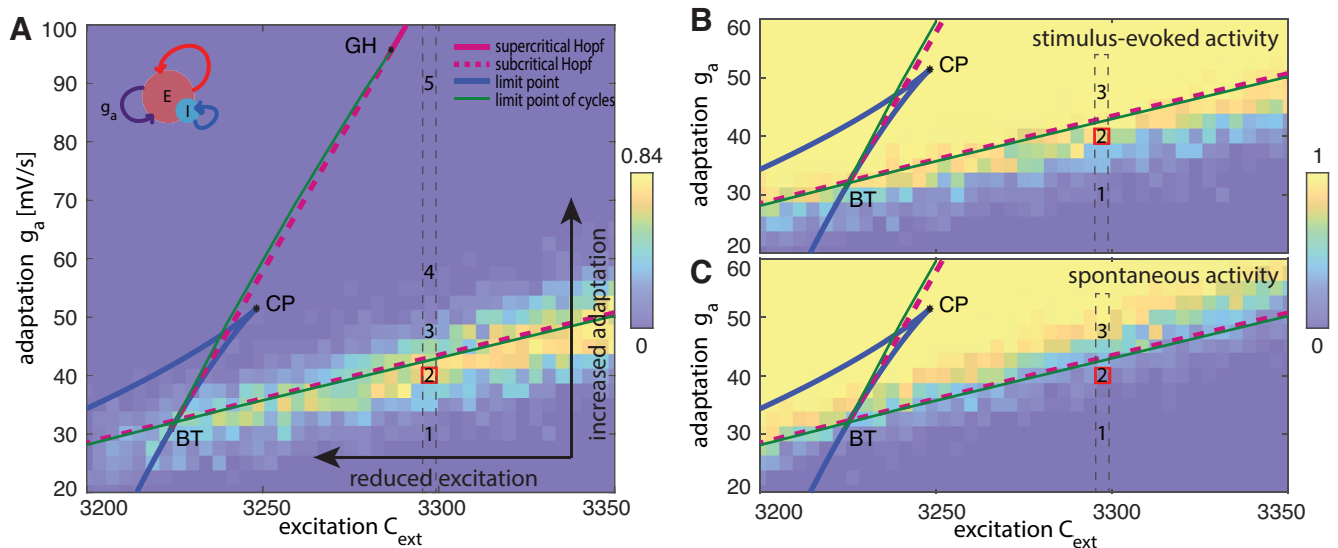 A
100
90
80
70
60
50
40
30
20
adaptation g_a [mV/s]
E
I
g_a
GH
supercritical Hopf
subcritical Hopf
limit point
limit point of cycles
5
4
CP
3
2
1
BT
increased adaptation
reduced excitation
3200
3250
3300
3350
excitation C_ext
0.84
0
B
60
50
40
30
20
adaptation g_a
stimulus-evoked activity
CP
3
2
1
BT
C
60
50
40
30
20
adaptation g_a
spontaneous activity
CP
3
2
1
BT
3200
3250
3300
3350
excitation C_ext
1
0